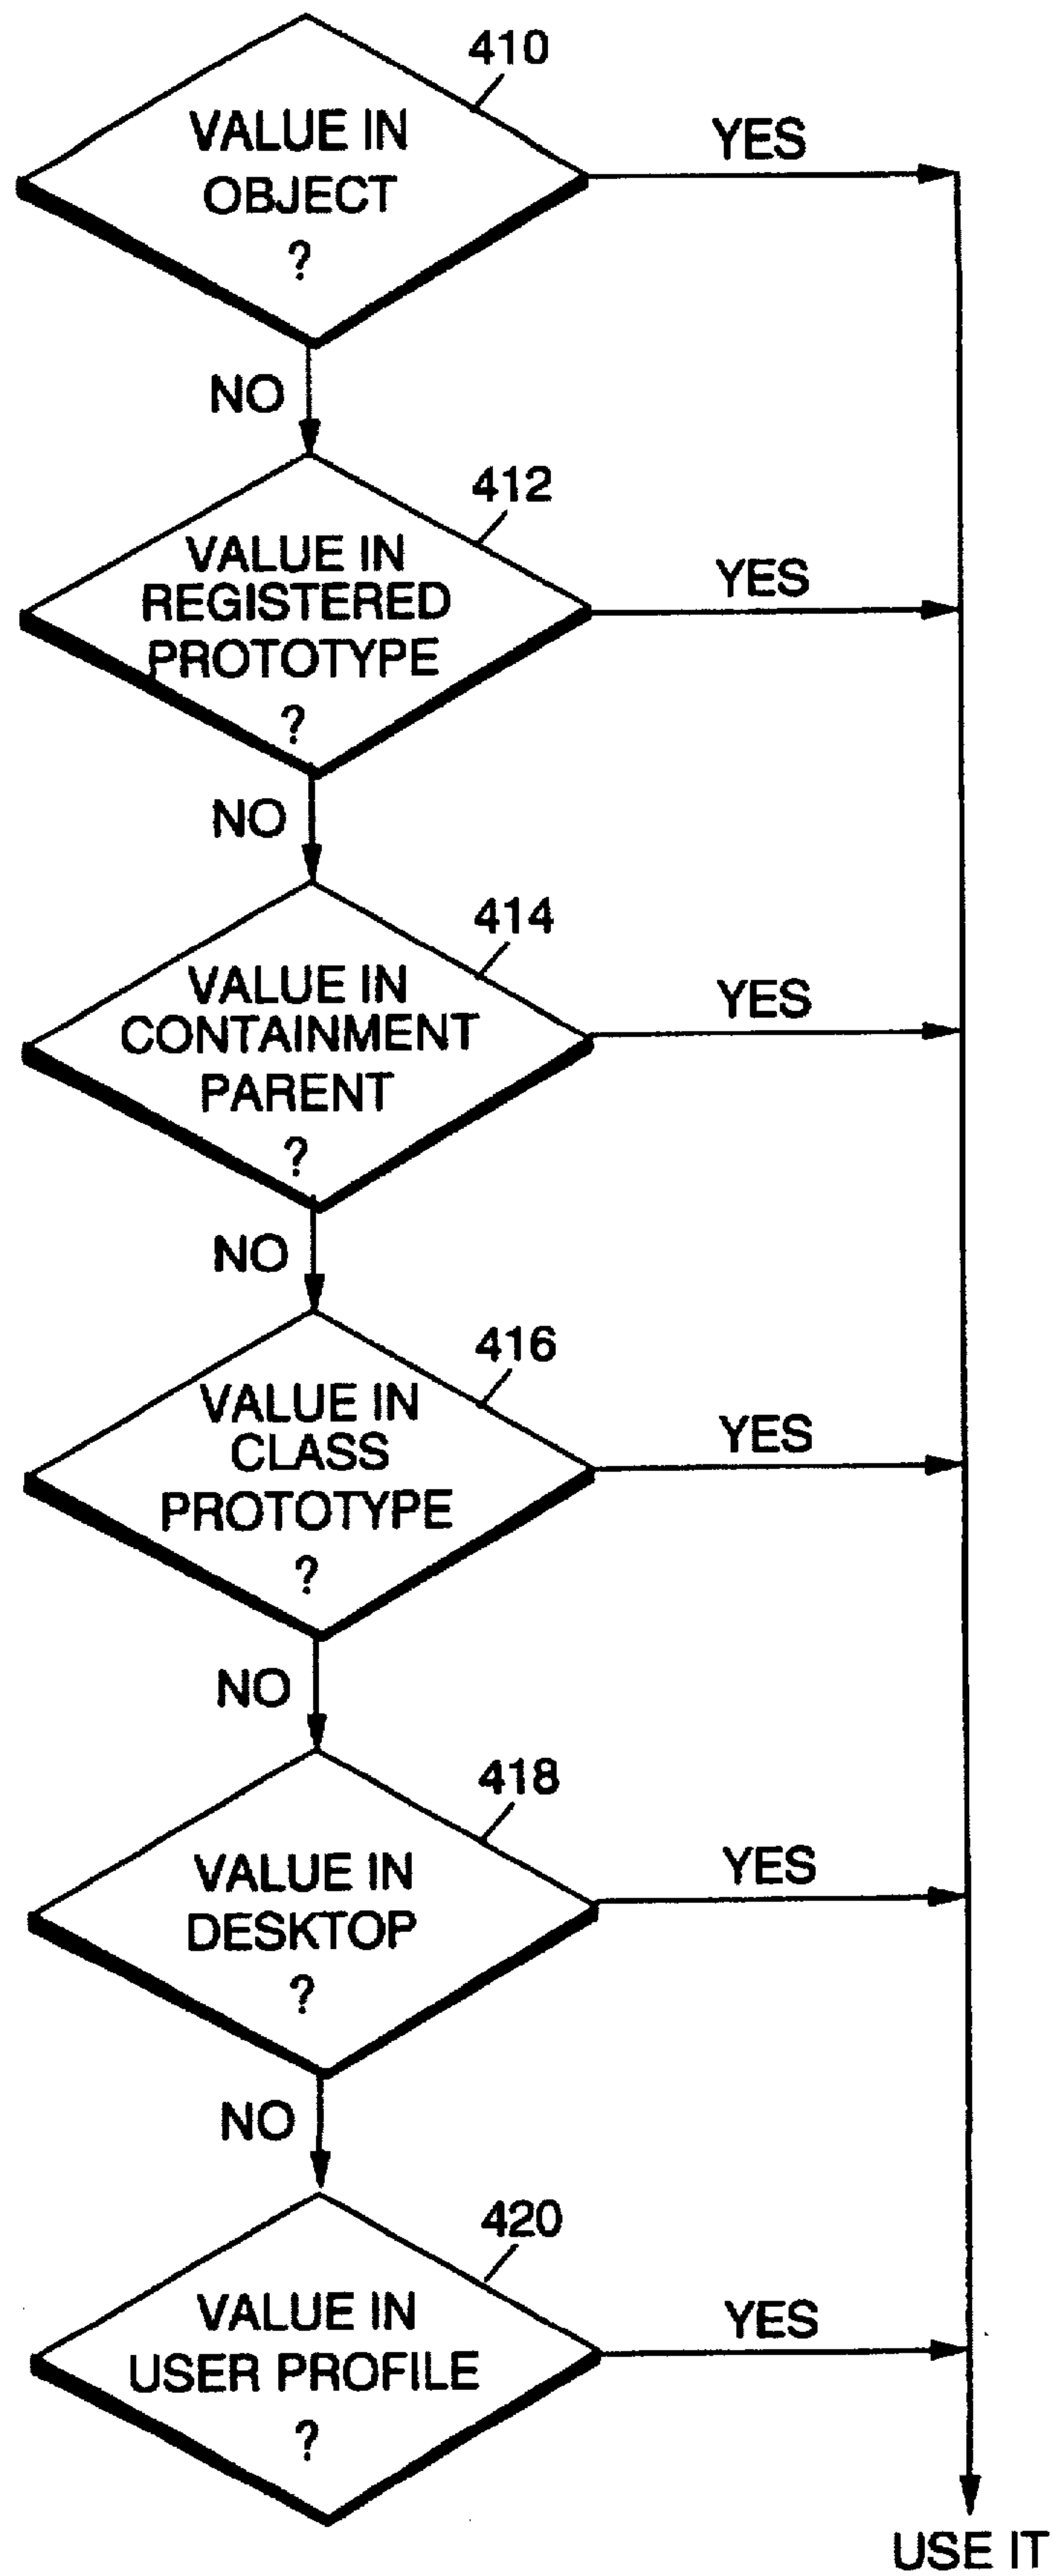 410
VALUE IN
OBJECT
?
YES
NO
412
VALUE IN
REGISTERED
PROTOTYPE
?
YES
NO
414
VALUE IN
CONTAINMENT
PARENT
?
YES
NO
416
VALUE IN
CLASS
PROTOTYPE
?
YES
NO
418
VALUE IN
DESKTOP
?
YES
NO
420
VALUE IN
USER PROFILE
?
YES
USE IT